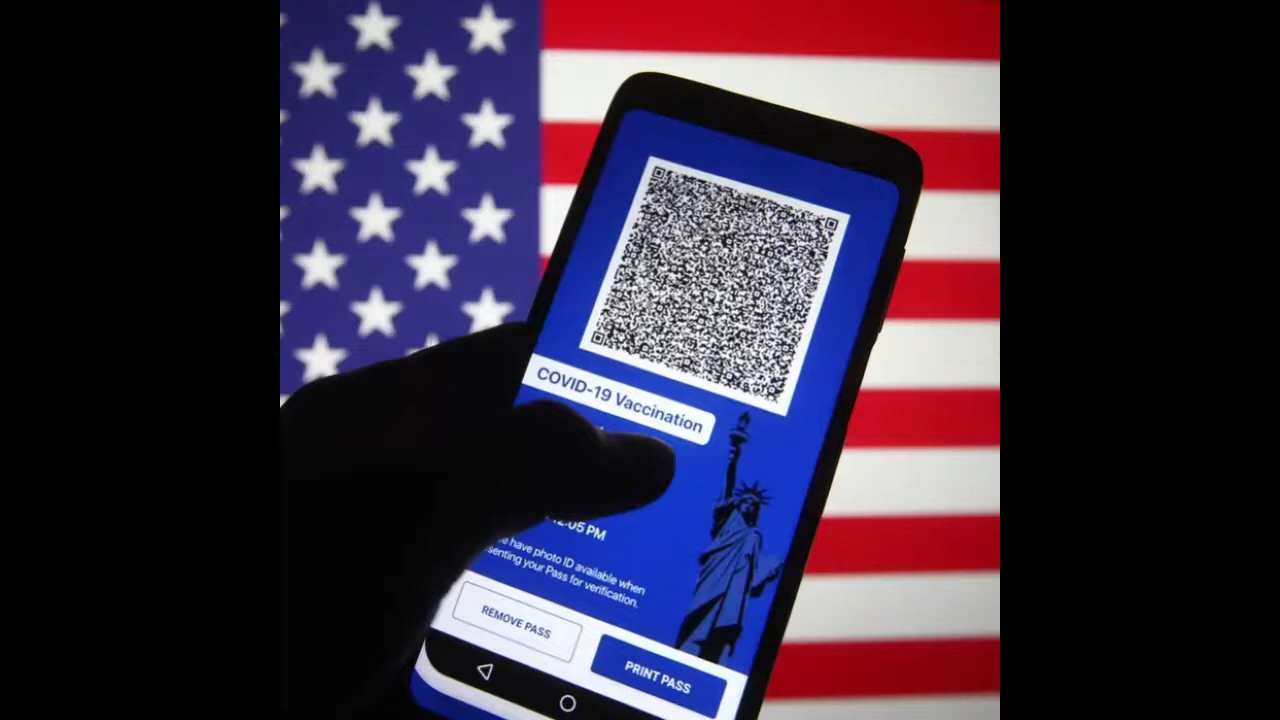 COVID-19 Vaccination
12:05 PM
have photo ID available when
your Pass for verification.
REMOVE PASS
PRINT PASS